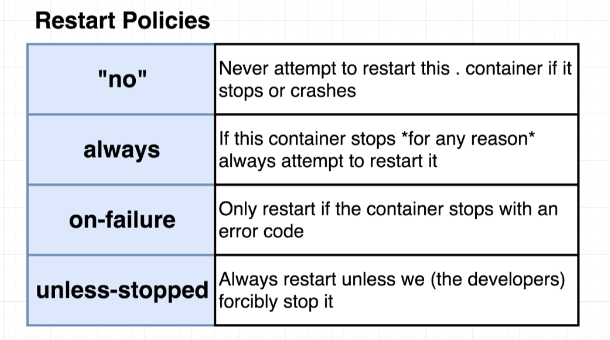 Restart Policies
"no"
Never attempt to restart this . container if it
stops or crashes
always
If this container stops *for any reason*
always attempt to restart it
on-failure
Only restart if the container stops with an
error code
unless-stopped
Always restart unless we (the developers)
forcibly stop it